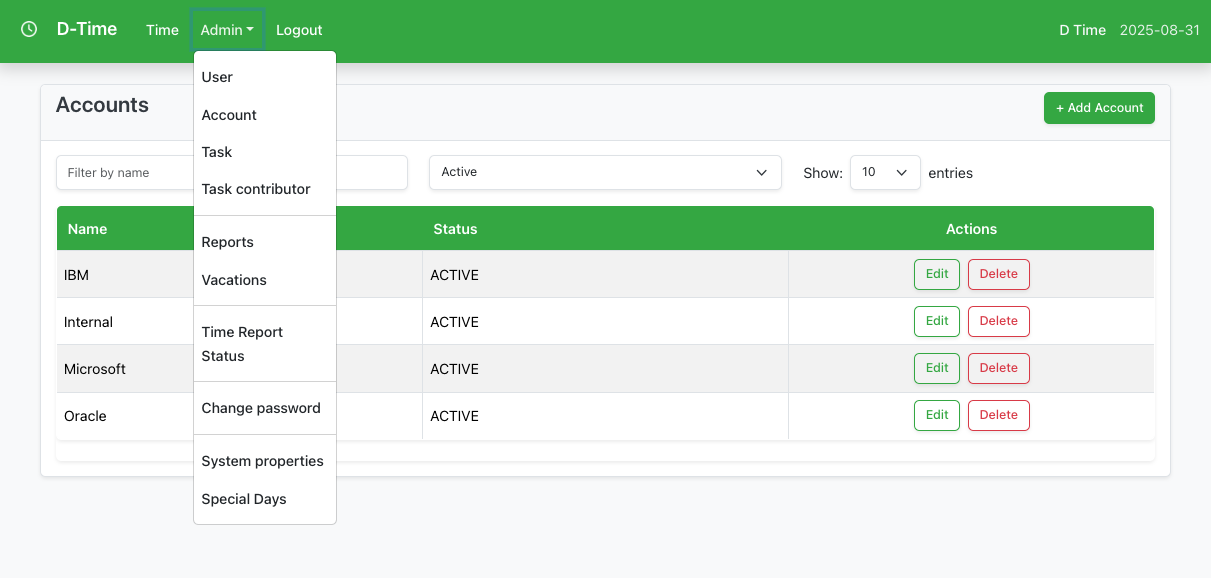 D-Time Time Admin Logout D Time 2025-08-31
User
Account
Task
Task contributor
Reports
Vacations
Time Report
Status
Change password
System properties
Special Days
Accounts + Add Account
Filter by name Active Show: 10 entries
Name Status Actions
IBM ACTIVE Edit Delete
Internal ACTIVE Edit Delete
Microsoft ACTIVE Edit Delete
Oracle ACTIVE Edit Delete